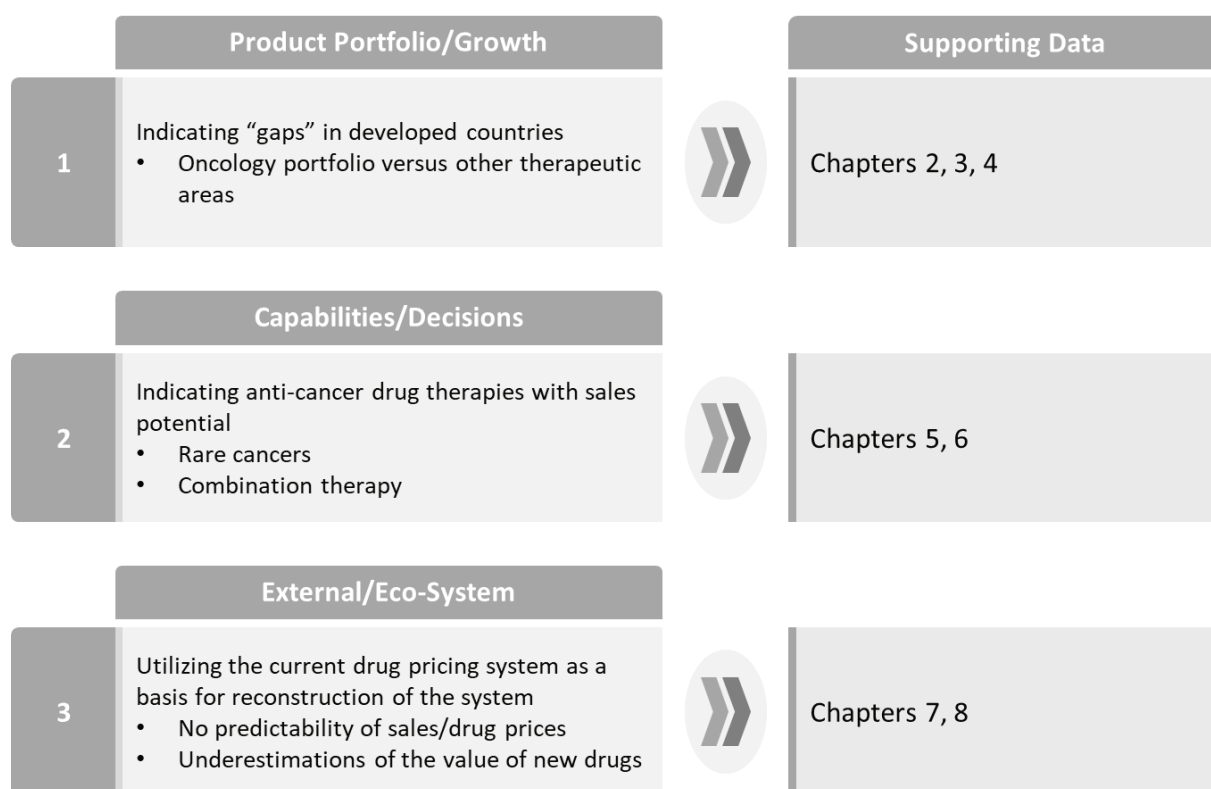 Product Portfolio/Growth
Supporting Data
1
Indicating “gaps” in developed countries
• Oncology portfolio versus other therapeutic
areas
Chapters 2, 3, 4
Capabilities/Decisions
2
Indicating anti-cancer drug therapies with sales
potential
• Rare cancers
• Combination therapy
Chapters 5, 6
External/Eco-System
3
Utilizing the current drug pricing system as a
basis for reconstruction of the system
• No predictability of sales/drug prices
• Underestimations of the value of new drugs
Chapters 7, 8